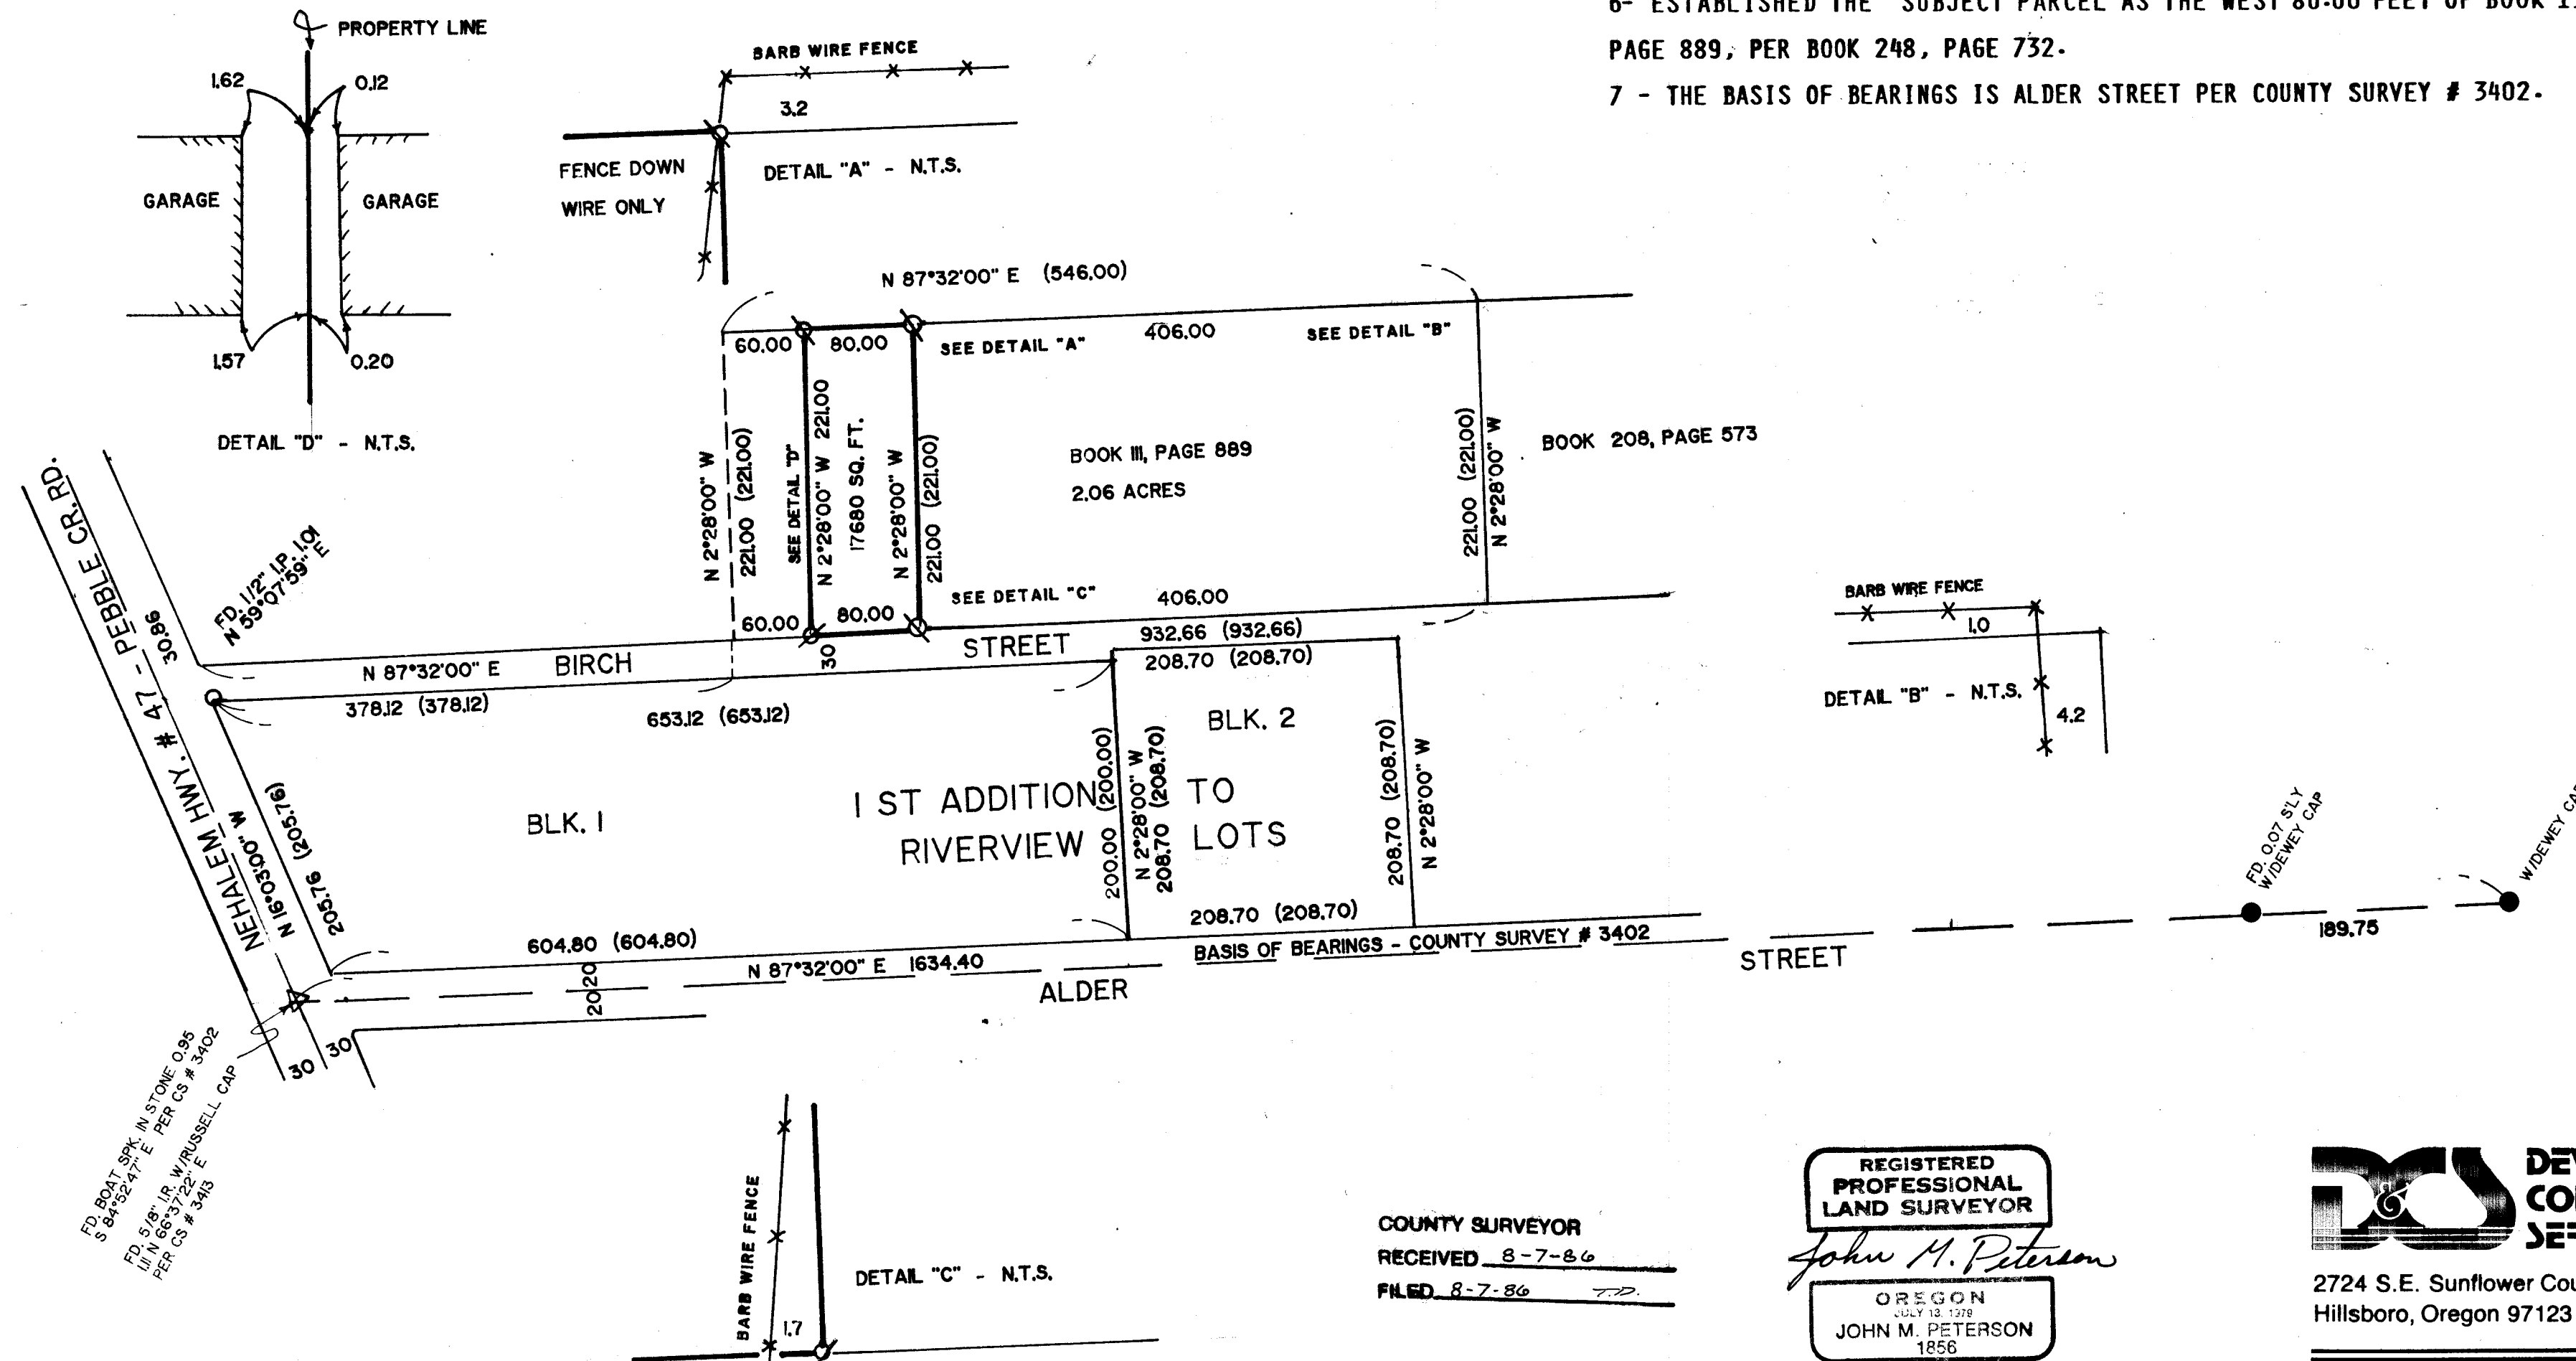 6- ESTABLISHED THE SUBJECT PARCEL AS THE WEST 80.00 FEET OF BOOK
PAGE 889, PER BOOK 248, PAGE 732.
7 - THE BASIS OF BEARINGS IS ALDER STREET PER COUNTY SURVEY # 3402.
PROPERTY LINE
1.62
0.12
GARAGE
GARAGE
1.57
0.20
DETAIL "D" - N.T.S.
BARB WIRE FENCE
3.2
FENCE DOWN
WIRE ONLY
DETAIL "A" - N.T.S.
N 87°32'00" E (546.00)
60.00
80.00
SEE DETAIL "A"
406.00
SEE DETAIL "B"
N 2°28'00" W
221.00 (221.00)
SEE DETAIL "D"
N 2°28'00" W 221.00
17680 SQ. FT.
N 2°28'00" W
221.00 (221.00)
BOOK 111, PAGE 889
2.06 ACRES
221.00 (221.00)
N 2°28'00" W
BOOK 208, PAGE 573
SEE DETAIL "C"
406.00
60.00
80.00
NEHALEM HWY. # 47 - PEBBLE CR. RD.
30.86
FD. 1/2" I.P. 1.01
N 59°07'59" E
N 87°32'00" E
BIRCH
30
STREET
932.66 (932.66)
208.70 (208.70)
378.12 (378.12)
653.12 (653.12)
BLK. 2
BLK. 1
1 ST ADDITION TO
RIVERVIEW LOTS
200.00 (200.00)
N 2°28'00" W
208.70 (208.70)
208.70 (208.70)
N 2°28'00" W
N 16°03'00" W
205.76 (205.76)
604.80 (604.80)
208.70 (208.70)
N 87°32'00" E 1634.40
BASIS OF BEARINGS - COUNTY SURVEY # 3402
ALDER
STREET
20 20
30
30
BARB WIRE FENCE
1.0
DETAIL "B" - N.T.S.
4.2
FD. 0.07 S'LY
W/DEWEY CAP
W/DEWEY CAP
189.75
FD. BOAT SPK. IN STONE 0.95
S 84°52'47" E PER CS # 3402
FD. 5/8" I.R. W/RUSSELL CAP
1.11 N 66°37'22" E
PER CS # 3413
BARB WIRE FENCE
DETAIL "C" - N.T.S.
1.7
COUNTY SURVEYOR
RECEIVED 8-7-86
FILED 8-7-86 T.D.
REGISTERED
PROFESSIONAL
LAND SURVEYOR
John M. Peterson
OREGON
JULY 13, 1979
JOHN M. PETERSON
1856
D&CS
2724 S.E. Sunflower
Hillsboro, Oregon 97123